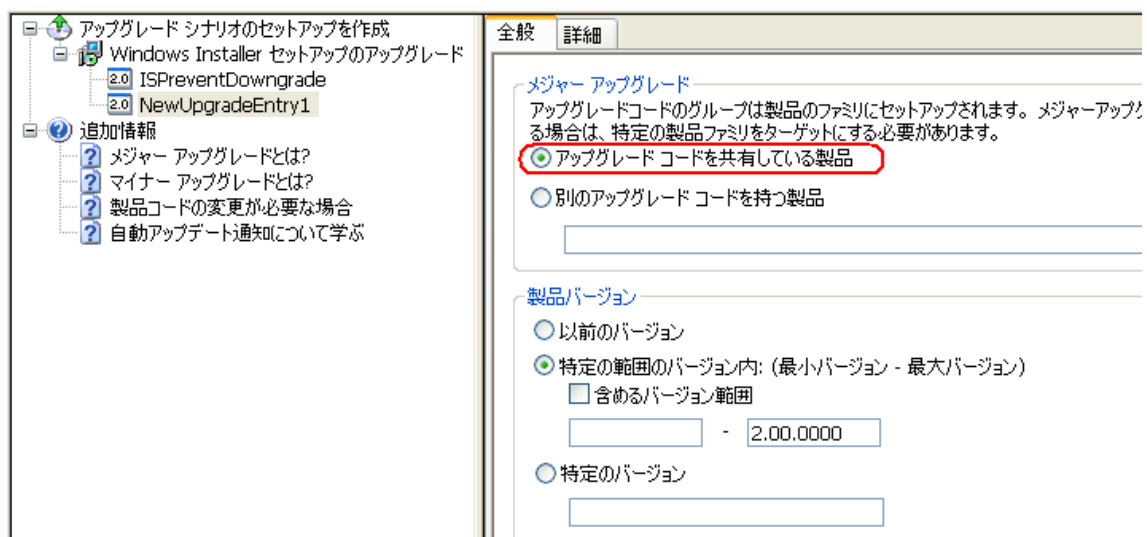 アップグレード シナリオのセットアップを作成
Windows Installer セットアップのアップグレード
2.0 ISPreventDowngrade
2.0 NewUpgradeEntry1
追加情報
メジャー アップグレードとは?
マイナー アップグレードとは?
製品コードの変更が必要な場合
自動アップデート通知について学ぶ
全般 詳細
メジャー アップグレード
アップグレードコードのグループは製品のファミリにセットアップされます。メジャーアップグ
る場合は、特定の製品ファミリをターゲットにする必要があります。
アップグレード コードを共有している製品
別のアップグレード コードを持つ製品
製品バージョン
以前のバージョン
特定の範囲のバージョン内: (最小バージョン - 最大バージョン)
含めるバージョン範囲
- 2.00.0000
特定のバージョン